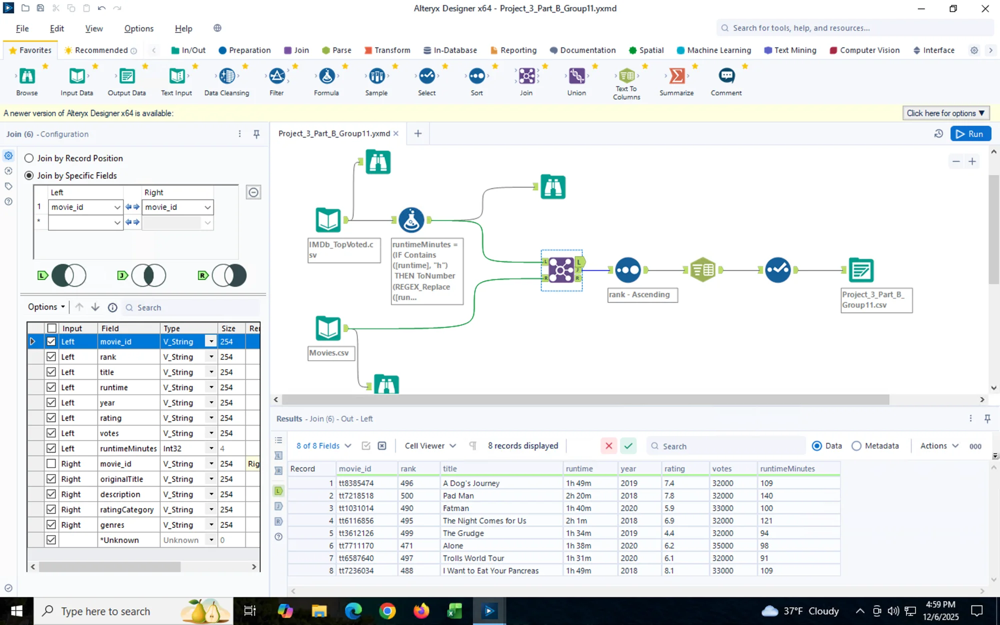 Alteryx Designer x64 - Project_3_Part_B_Group11.yxmd
File Edit View Options Help
Search for tools, help, and resources...
Favorites Recommended In/Out Preparation Join Parse Transform In-Database Reporting Documentation Spatial Machine Learning Text Mining Computer Vision Interface
Browse Input Data Output Data Text Input Data Cleansing Filter Formula Sample Select Sort Join Union Text To Columns Summarize Comment
A newer version of Alteryx Designer x64 is available:
Click here for options ▼
Join (6) - Configuration
Join by Record Position
Join by Specific Fields
Left Right
1 movie_id movie_id
*
L J R
Options Search
Input Field Type Size Rei
Left movie_id V_String 254
Left rank V_String 254
Left title V_String 254
Left runtime V_String 254
Left year V_String 254
Left rating V_String 254
Left votes V_String 254
Left runtimeMinutes Int32 4
Right movie_id V_String 254 Rig
Right originalTitle V_String 254
Right description V_String 254
Right ratingCategory V_String 254
Right genres V_String 254
*Unknown Unknown 0
Project_3_Part_B_Group11.yxmd
Run
IMDb_TopVoted.c
sv
runtimeMinutes =
(IF Contains
([runtime], "h")
THEN ToNumber
(REGEX_Replace
([run...
L
R
L
J
R
rank - Ascending
Project_3_Part_B_
Group11.csv
Movies.csv
Results - Join (6) - Out - Left
8 of 8 Fields Cell Viewer 8 records displayed Search Data Metadata Actions 000
L
R
L
J
R
Record movie_id rank title runtime year rating votes runtimeMinutes
1 tt8385474 496 A Dog's Journey 1h 49m 2019 7.4 32000 109
2 tt7218518 500 Pad Man 2h 20m 2018 7.8 32000 140
3 tt1031014 490 Fatman 1h 40m 2020 5.9 33000 100
4 tt6116856 495 The Night Comes for Us 2h 1m 2018 6.9 32000 121
5 tt3612126 499 The Grudge 1h 34m 2019 4.4 32000 94
6 tt7711170 471 Alone 1h 38m 2020 6.2 35000 98
7 tt6587640 497 Trolls World Tour 1h 31m 2020 6.1 32000 91
8 tt7236034 488 I Want to Eat Your Pancreas 1h 49m 2018 8.1 33000 109
Type here to search
37°F Cloudy
4:59 PM
12/6/2025